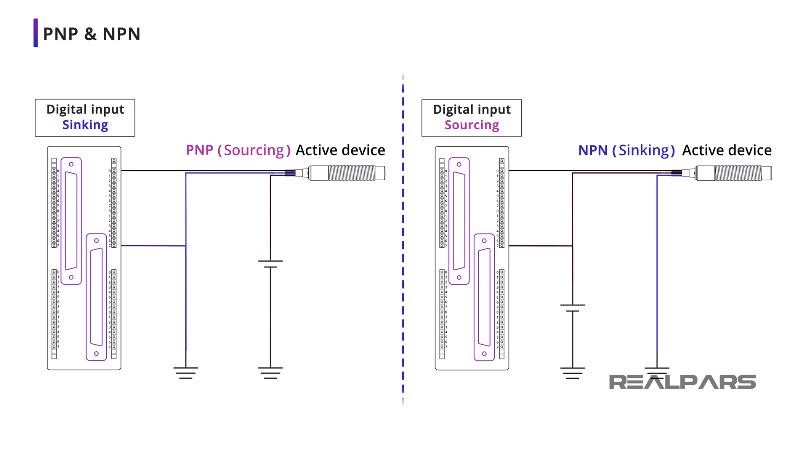 PNP & NPN
Digital input
Sinking
PNP (Sourcing) Active device
Digital input
Sourcing
NPN (Sinking) Active device
REALPARS